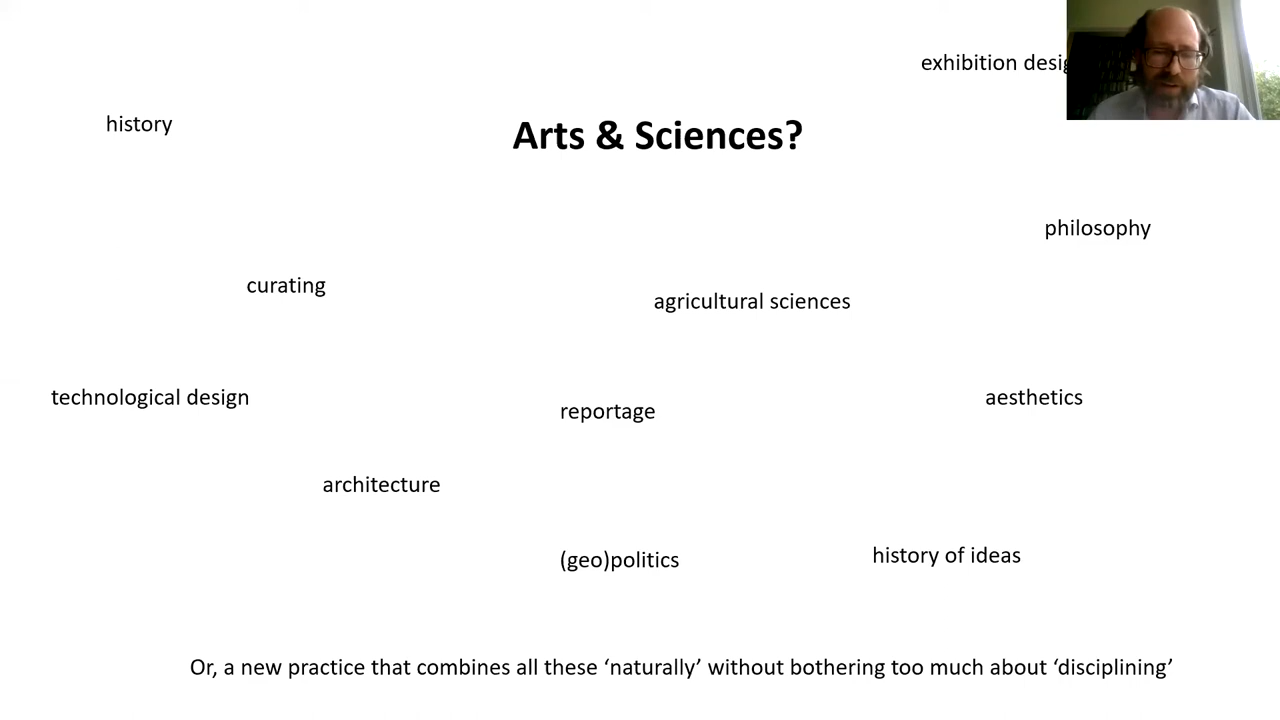 exhibition
history
Arts & Sciences?
philosophy
curating
agricultural sciences
technological design
reportage
aesthetics
architecture
(geo)politics
history of ideas
Or, a new practice that combines all these ‘naturally’ without bothering too much about ‘disciplining’